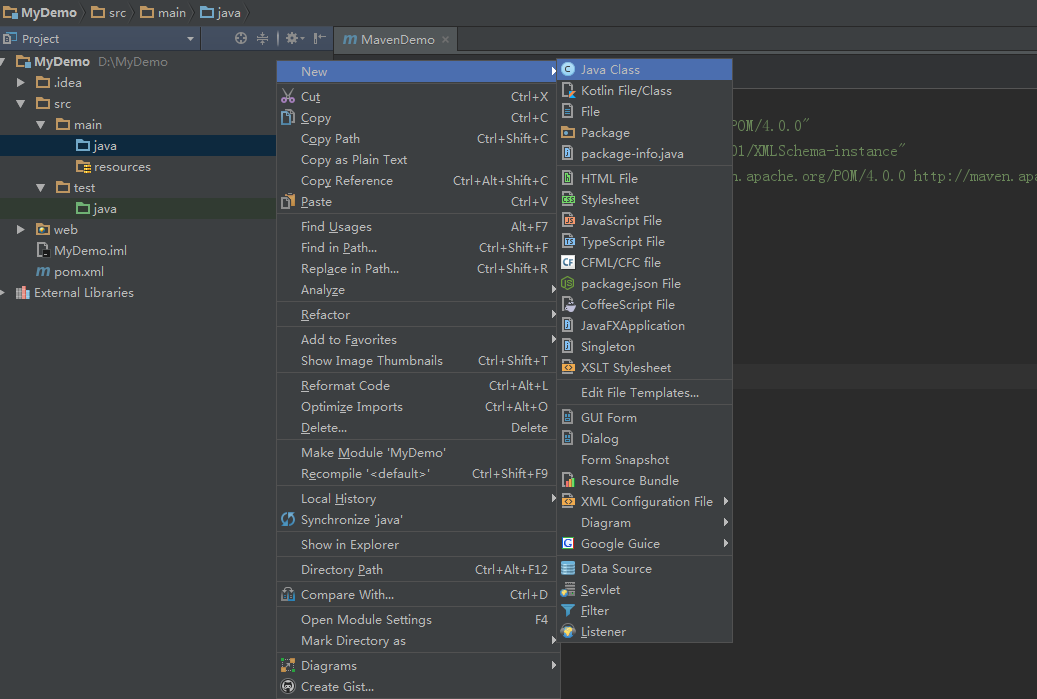 MyDemo src main java
Project
MavenDemo
MyDemo D:\MyDemo
.idea
src
main
java
resources
test
java
web
MyDemo.iml
pom.xml
External Libraries
New
Cut Ctrl+X
Copy Ctrl+C
Copy Path Ctrl+Shift+C
Copy as Plain Text
Copy Reference Ctrl+Alt+Shift+C
Paste Ctrl+V
Find Usages Alt+F7
Find in Path... Ctrl+Shift+F
Replace in Path... Ctrl+Shift+R
Analyze
Refactor
Add to Favorites
Show Image Thumbnails Ctrl+Shift+T
Reformat Code Ctrl+Alt+L
Optimize Imports Ctrl+Alt+O
Delete... Delete
Make Module 'MyDemo'
Recompile '<default>' Ctrl+Shift+F9
Local History
Synchronize 'java'
Show in Explorer
Directory Path Ctrl+Alt+F12
Compare With... Ctrl+D
Open Module Settings F4
Mark Directory as
Diagrams
Create Gist...
Java Class
Kotlin File/Class
File
Package
package-info.java
HTML File
Stylesheet
JavaScript File
TypeScript File
CFML/CFC file
package.json File
CoffeeScript File
JavaFXApplication
Singleton
XSLT Stylesheet
Edit File Templates...
GUI Form
Dialog
Form Snapshot
Resource Bundle
XML Configuration File
Diagram
Google Guice
Data Source
Servlet
Filter
Listener
POM/4.0.0"
01/XMLSchema-instance"
n.apache.org/POM/4.0.0 http://maven.apa